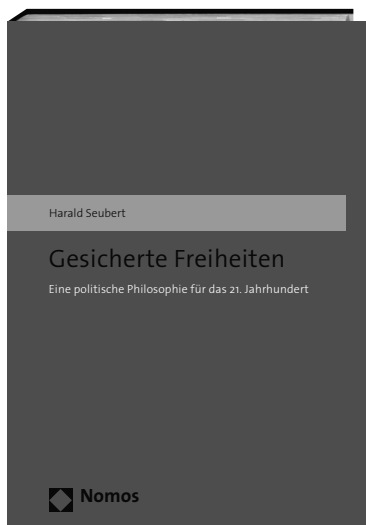 Harald Seubert
Gesicherte Freiheiten
Eine politische Philosophie für das 21. Jahrhundert
Nomos